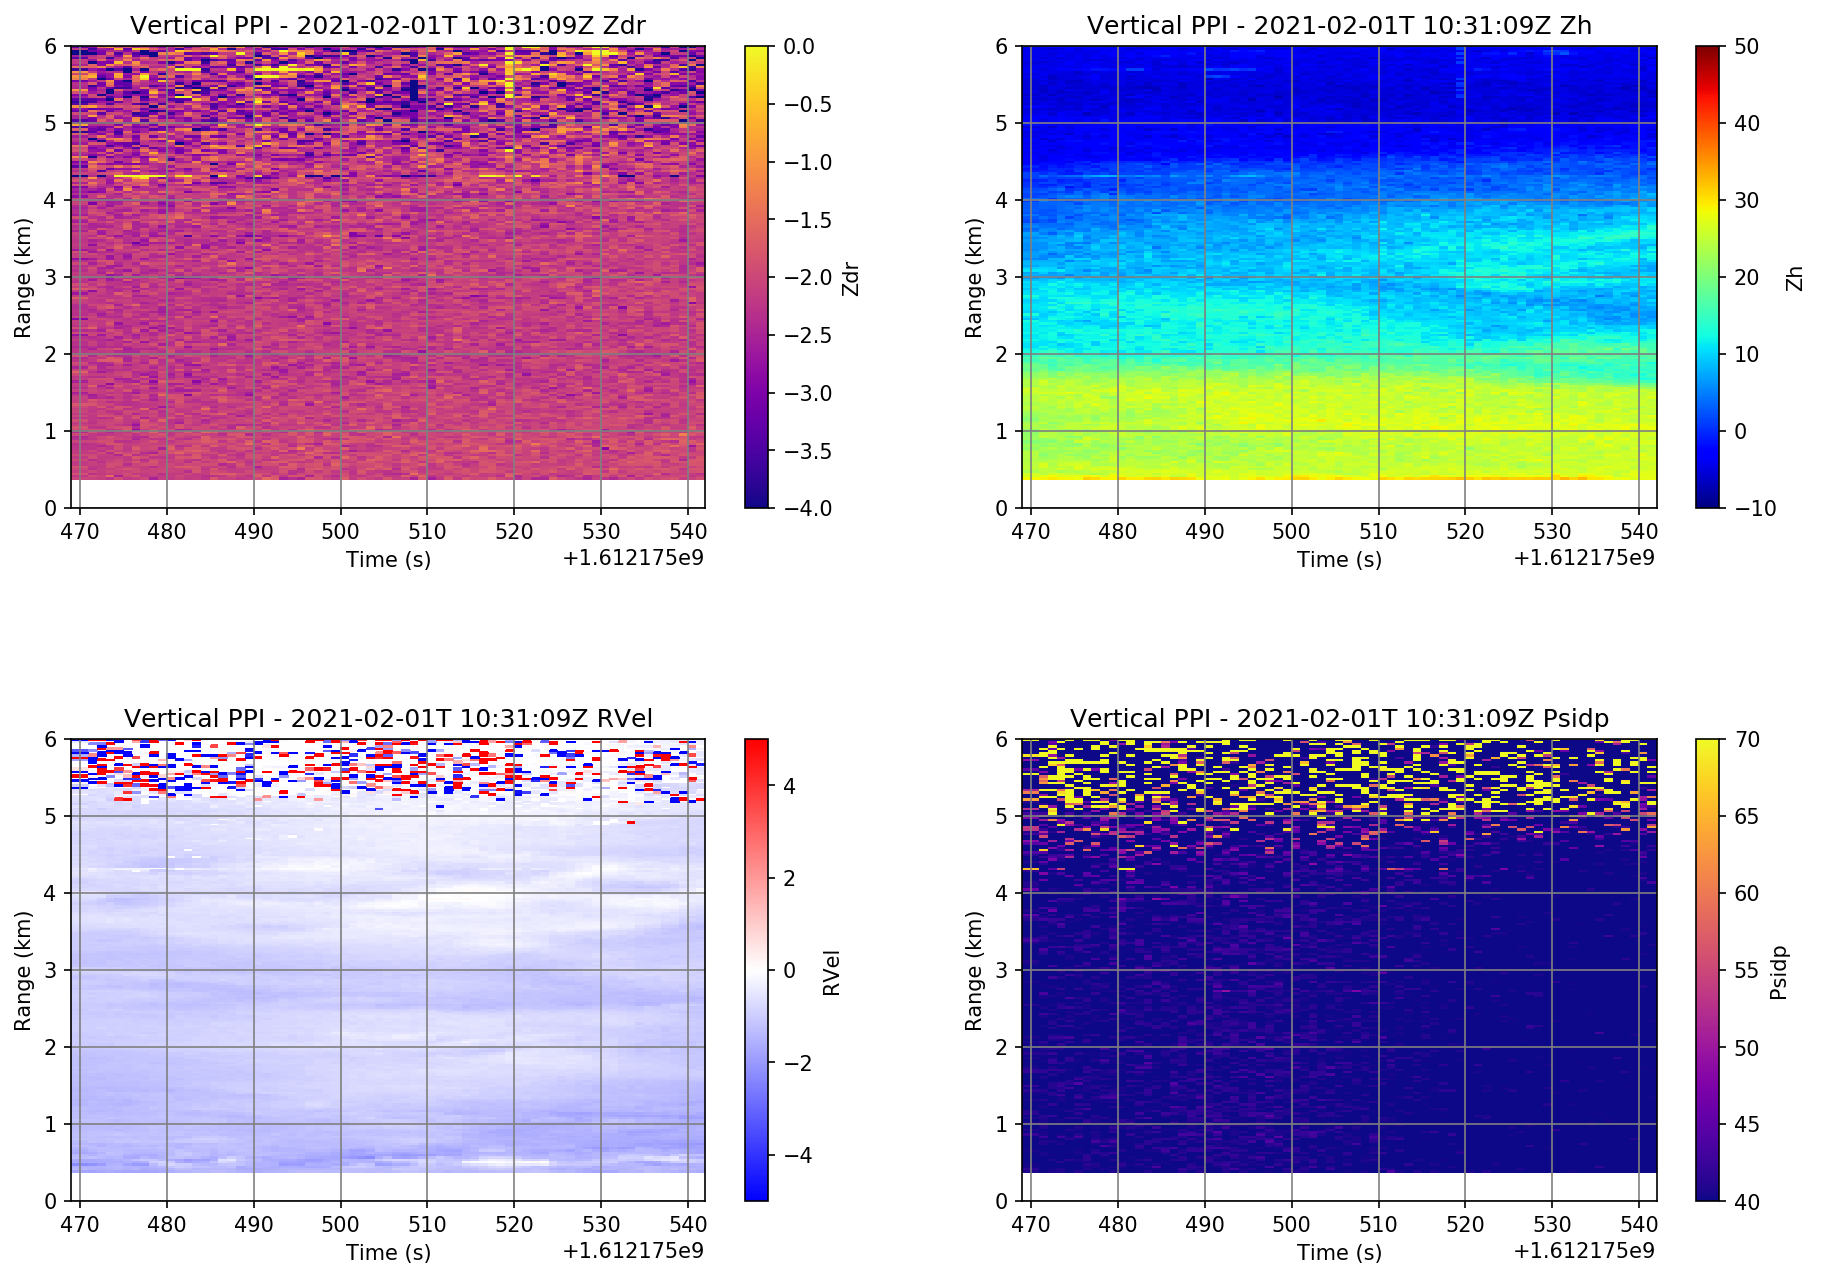 Vertical PPI - 2021-02-01T 10:31:09Z Zdr
6
5
4
3
2
1
0
Range (km)
470 480 490 500 510 520 530 540
Time (s)
+1.612175e9
0.0
−0.5
−1.0
−1.5
−2.0
−2.5
−3.0
−3.5
−4.0
Zdr
Vertical PPI - 2021-02-01T 10:31:09Z Zh
6
5
4
3
2
1
0
Range (km)
470 480 490 500 510 520 530 540
Time (s)
+1.612175e9
50
40
30
20
10
0
−10
Zh
Vertical PPI - 2021-02-01T 10:31:09Z RVel
6
5
4
3
2
1
0
Range (km)
470 480 490 500 510 520 530 540
Time (s)
+1.612175e9
4
2
0
−2
−4
RVel
Vertical PPI - 2021-02-01T 10:31:09Z Psidp
6
5
4
3
2
1
0
Range (km)
470 480 490 500 510 520 530 540
Time (s)
+1.612175e9
70
65
60
55
50
45
40
Psidp